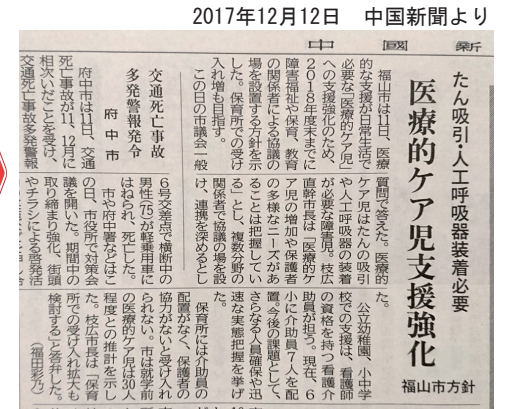 2017年12月12日　中国新聞より
中國新
たん吸引・人工呼吸器装着必要
医療的ケア児支援強化
福山市方針
福山市は11日、医療
的な支援が日常生活で
必要な「医療的ケア児」
への支援強化のため、
2018年度末までに
障害福祉や保育、教育
の関係者による協議の
場を設置する方針を示
した。保育所での受け
入れ増も目指す。
この日の市議会一般
質問で答えた。医療的
ケア児はたんの吸引
や人工呼吸器の装着
が必要な障害児。枝広
直幹市長は「医療的ケ
ア児の増加や保護者
の多様なニーズがあ
ることは把握してい
る」とし、複数分野の
関係者で協議の場を設
け、連携を深めるとし
た。
公立幼稚園、小中学
校での支援は、看護師
の資格を持つ看護介
助員が担う。現在、6
小に介助員7人を配
置。今後の課題として、
さらなる人員確保や迅
速な実態把握を挙げ
た。
保育所には介助員の
配置がなく、保護者の
協力がないと受け入れ
られない。市は就学前
の医療的ケア児は30人
程度との推計を示し
た。枝広市長は「保育
所での受け入れ拡大も
検討する」と答弁した。
（福田彩乃）
交通死亡事故
多発警報発令
府中市
府中市は11日、交通
死亡事故が11、12月に
相次いだことを受け、
交通死亡事故多発警報
6号交差点で横断中の
男性(75)が軽乗用車に
はねられ、死亡した。
市や府中署などはこ
の日、市役所で対策会
議を開いた。期間中の
取り締まり強化、街頭
やチラシによる啓発活